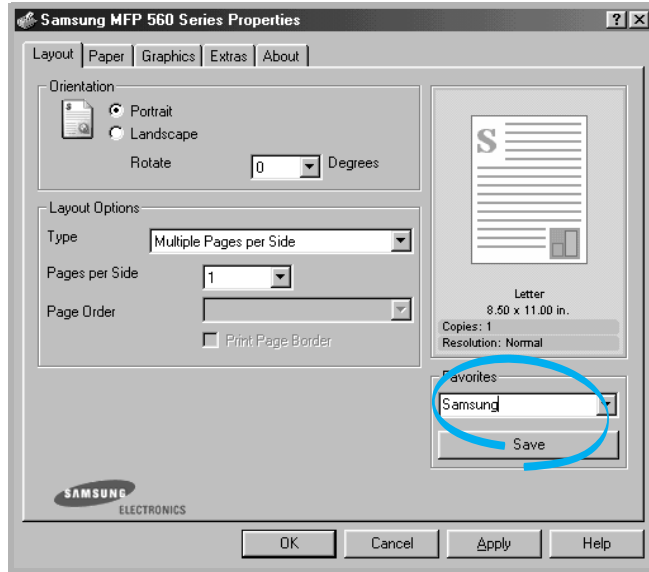 Samsung MFP 560 Series Properties
Layout Paper Graphics Extras About
Orientation
Portrait
Landscape
Rotate 0 Degrees
Layout Options
Type Multiple Pages per Side
Pages per Side 1
Page Order
Print Page Border
S
S
Letter
8.50 x 11.00 in.
Copies: 1
Resolution: Normal
Favorites
Samsung
Save
SAMSUNG
ELECTRONICS
OK Cancel Apply Help